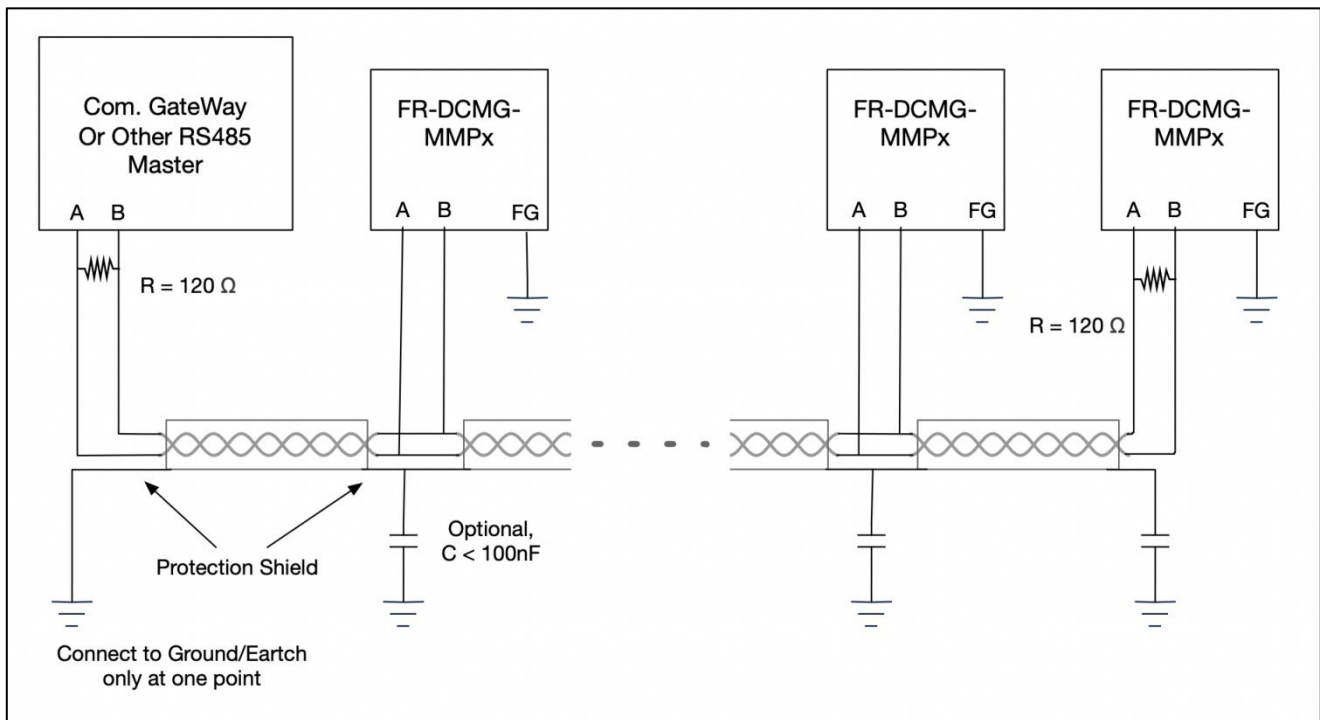 Com. GateWay
Or Other RS485
Master
A B
R = 120 Ω
FR-DCMG-
MMPx
A B FG
FR-DCMG-
MMPx
A B FG
FR-DCMG-
MMPx
A B FG
R = 120 Ω
Protection Shield
Optional,
C < 100nF
Connect to Ground/Eartch
only at one point